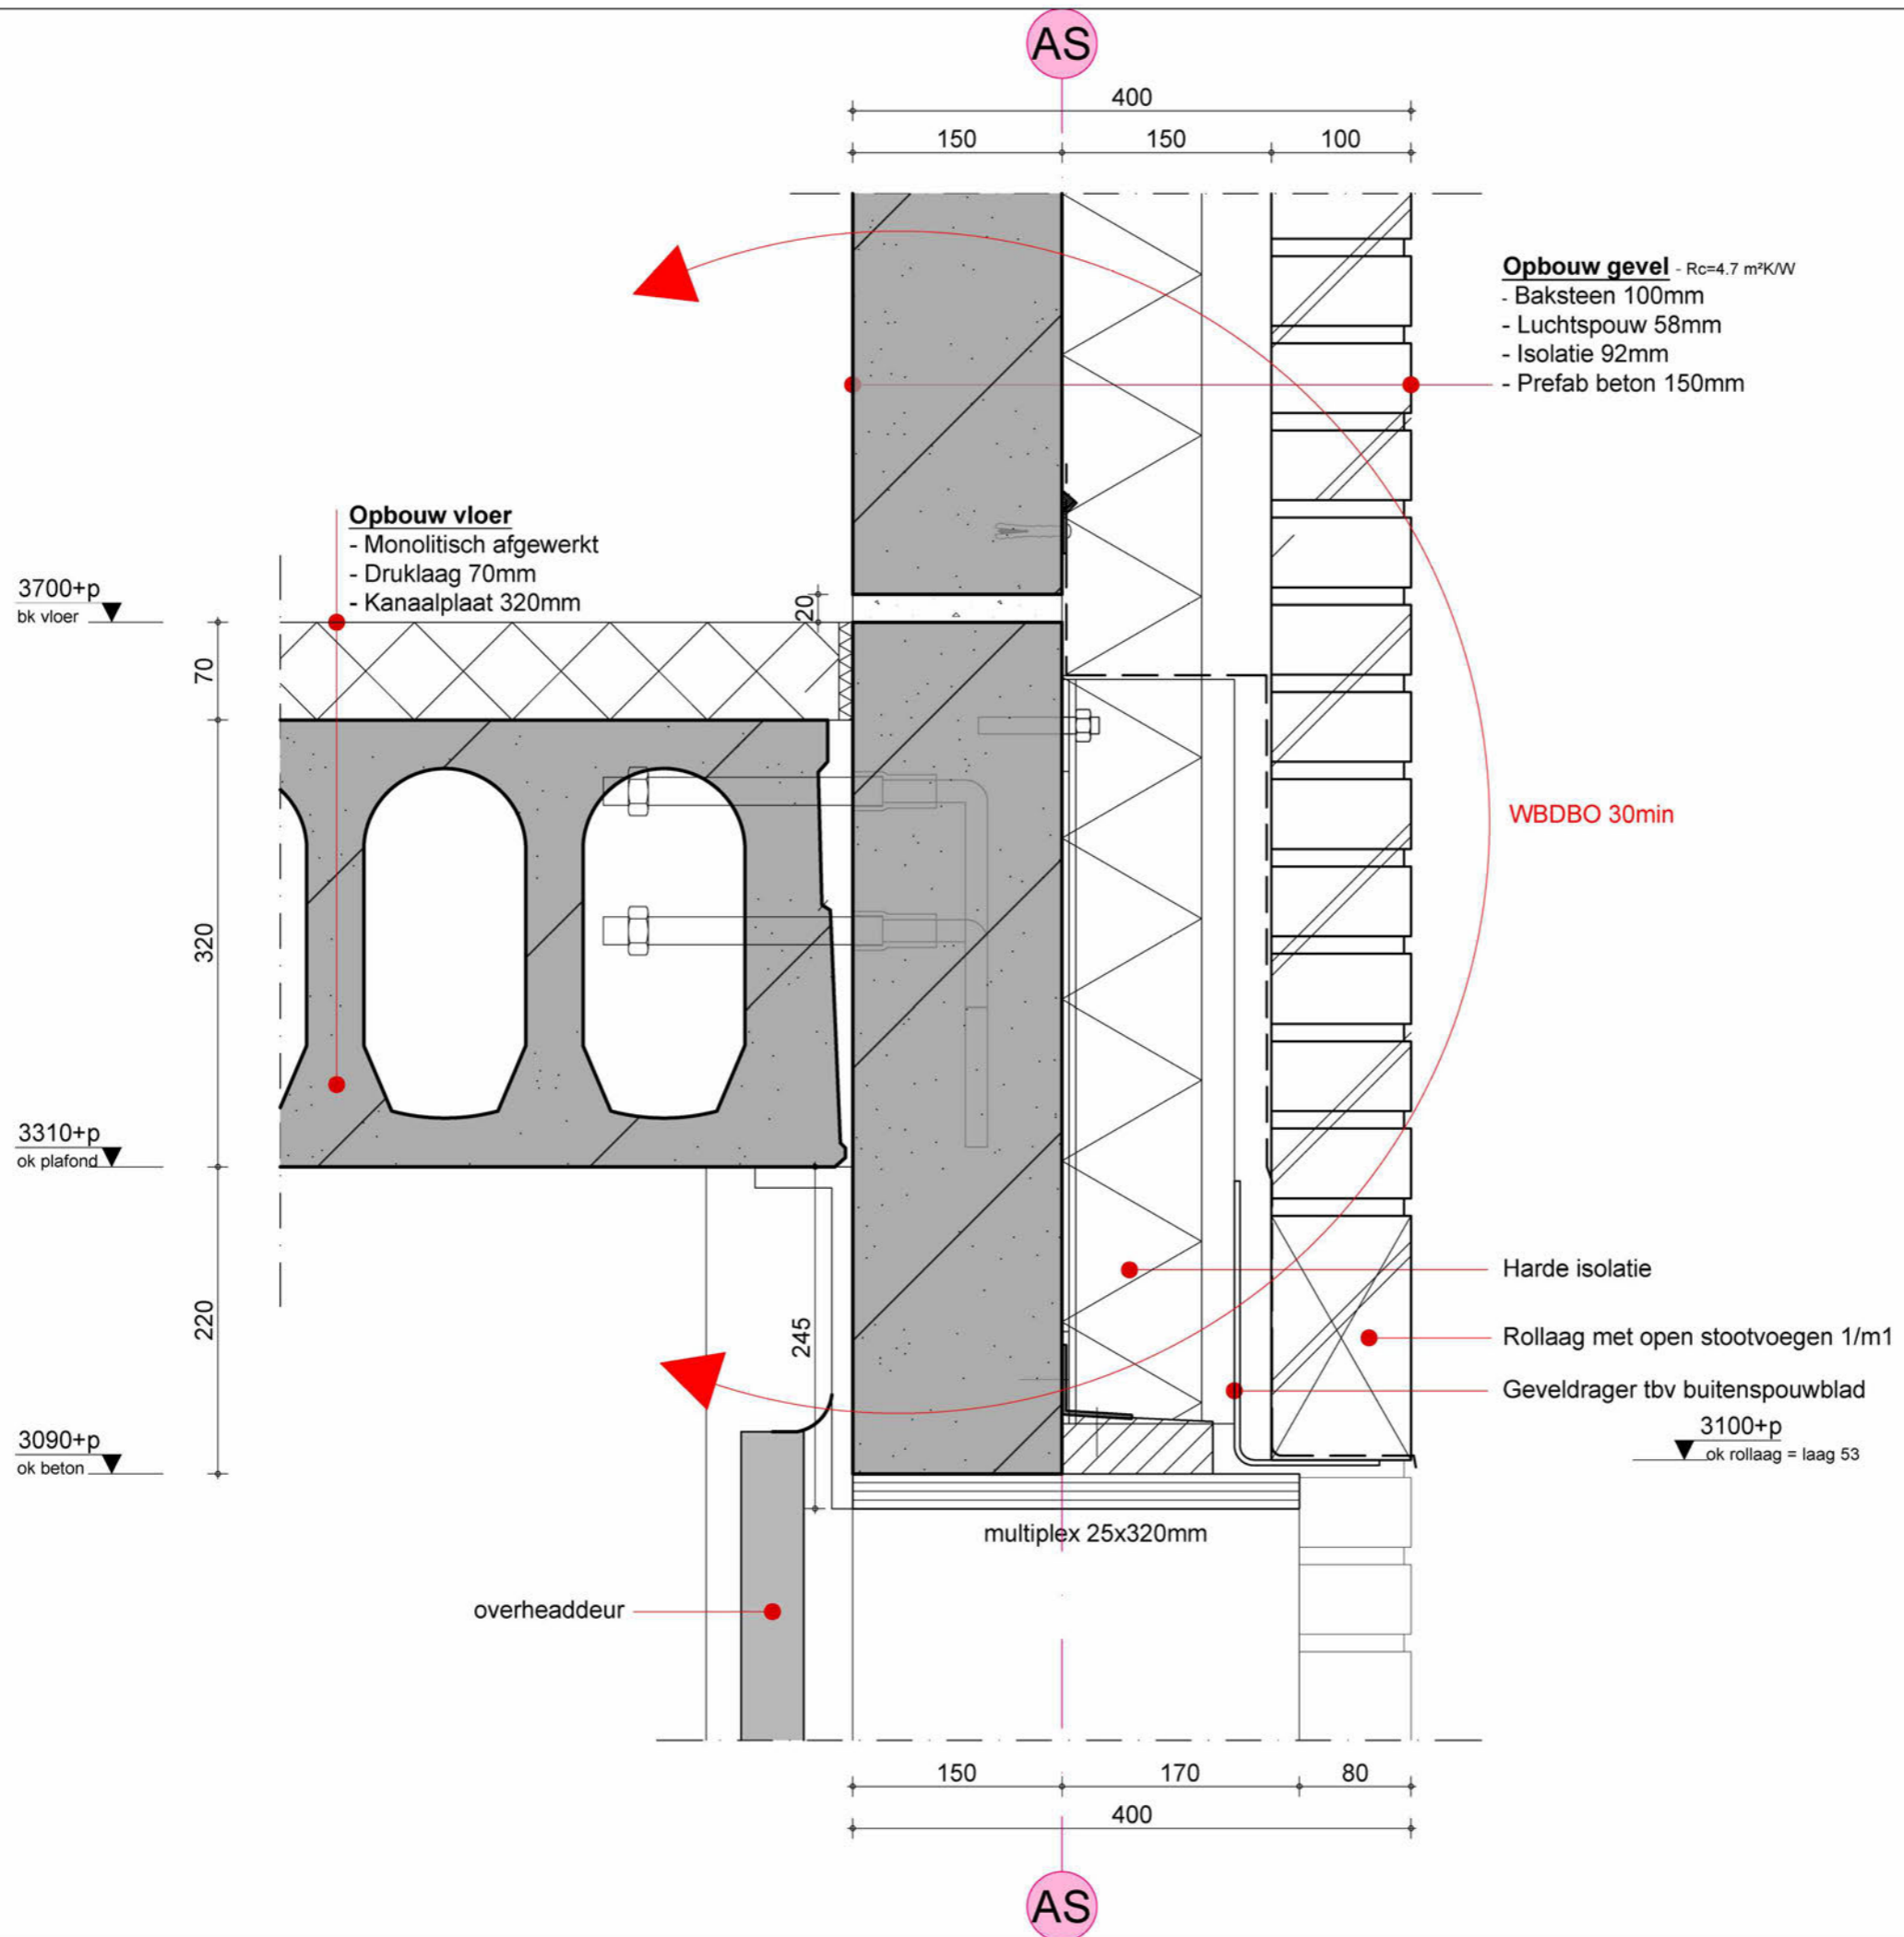 AS
400
150
150
100
Opbouw gevel - Rc=4.7 m²K/W
- Baksteen 100mm
- Luchtspouw 58mm
- Isolatie 92mm
- Prefab beton 150mm
Opbouw vloer
- Monolitisch afgewerkt
- Druklaag 70mm
- Kanaalplaat 320mm
3700+p
bk vloer
20
70
WBDBO 30min
320
3310+p
ok plafond
Harde isolatie
220
245
Rollaag met open stootvoegen 1/m1
Geveldrager tbv buitenspouwblad
3100+p
ok rollaag = laag 53
3090+p
ok beton
multiplex 25x320mm
overheaddeur
150
170
80
400
AS